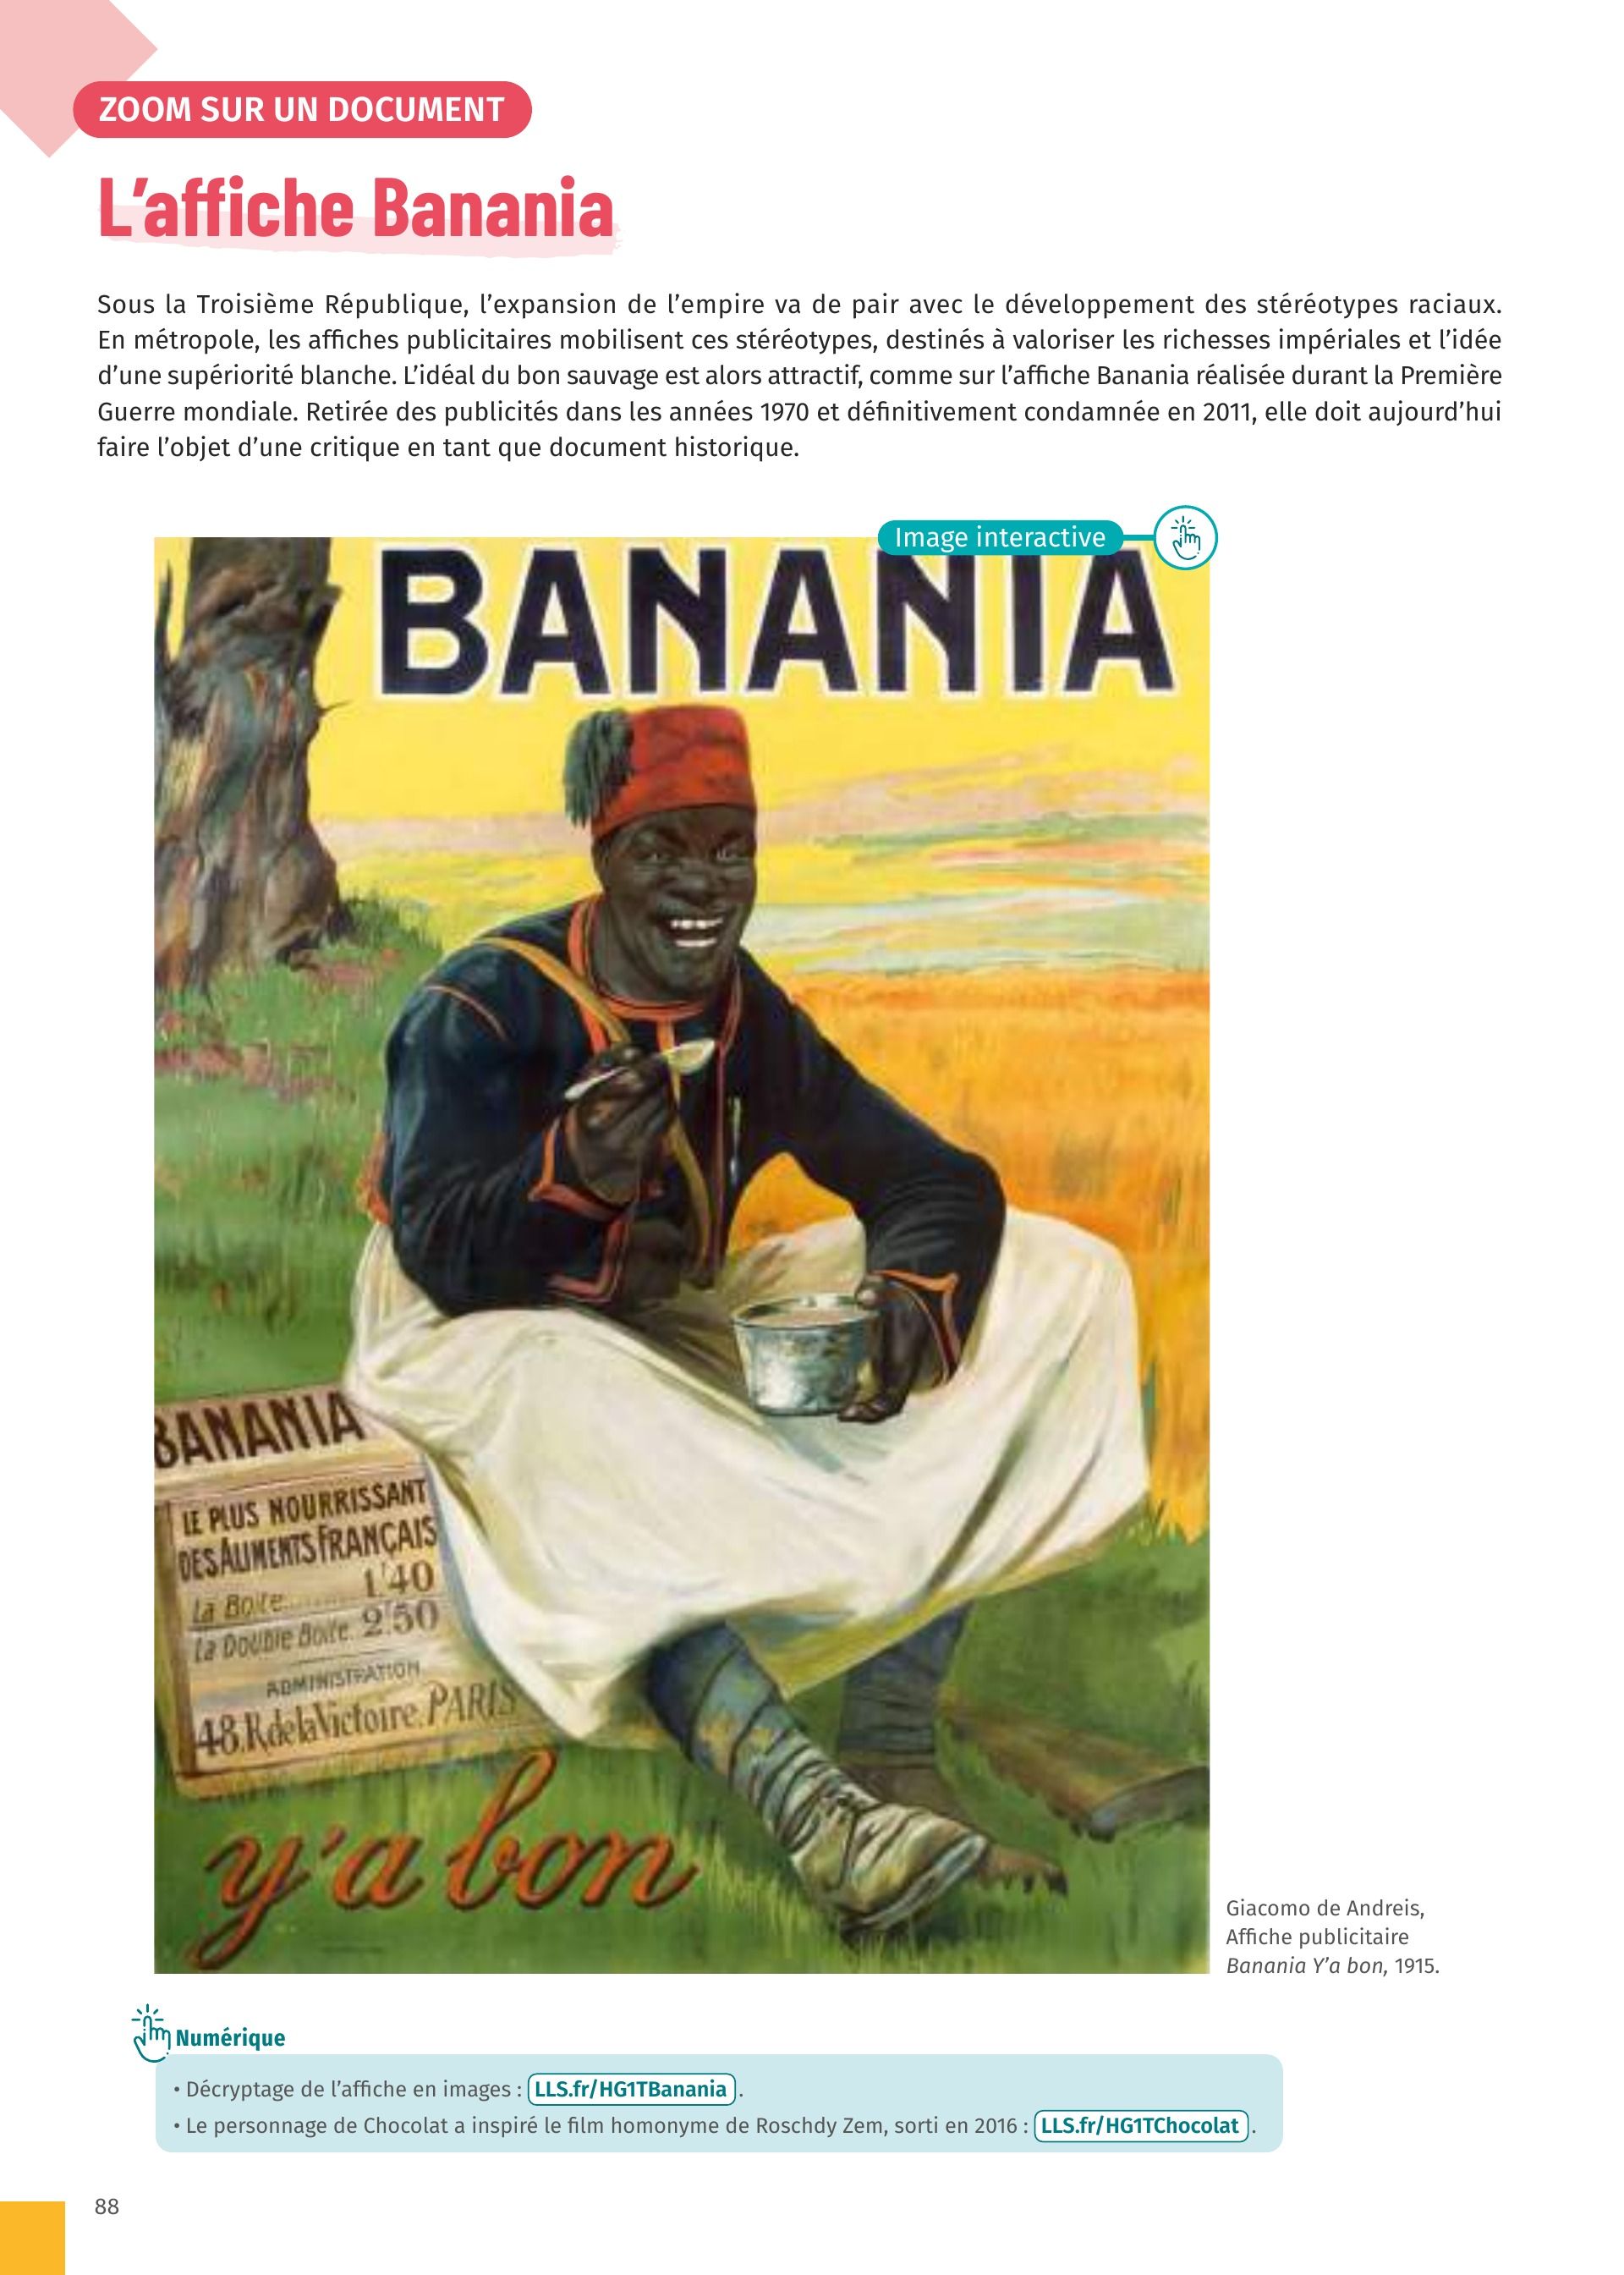 ZOOM SUR UN DOCUMENT
L'affiche Banania
Sous la Troisième République, l'expansion de l'empire va de pair avec le développement des stéréotypes raciaux.
En métropole, les affiches publicitaires mobilisent ces stéréotypes, destinés à valoriser les richesses impériales et l'idée
d'une supériorité blanche. L'idéal du bon sauvage est alors attractif, comme sur l'affiche Banania réalisée durant la Première
Guerre mondiale. Retirée des publicités dans les années 1970 et définitivement condamnée en 2011, elle doit aujourd'hui
faire l'objet d'une critique en tant que document historique.
Image interactive
BANANIA
BANANIA
LE PLUS NOURRISSANT
DES ALIMENTS FRANÇAIS
La Boîte........ 1'40
La Double Boîte. 2'50
ADMINISTRATION
48.R de la Victoire. PARIS
y'a bon
Giacomo de Andreis,
Affiche publicitaire
Banania Y'a bon, 1915.
Numérique
• Décryptage de l'affiche en images : LLS.fr/HG1TBanania.
• Le personnage de Chocolat a inspiré le film homonyme de Roschdy Zem, sorti en 2016 : LLS.fr/HG1TChocolat.
88